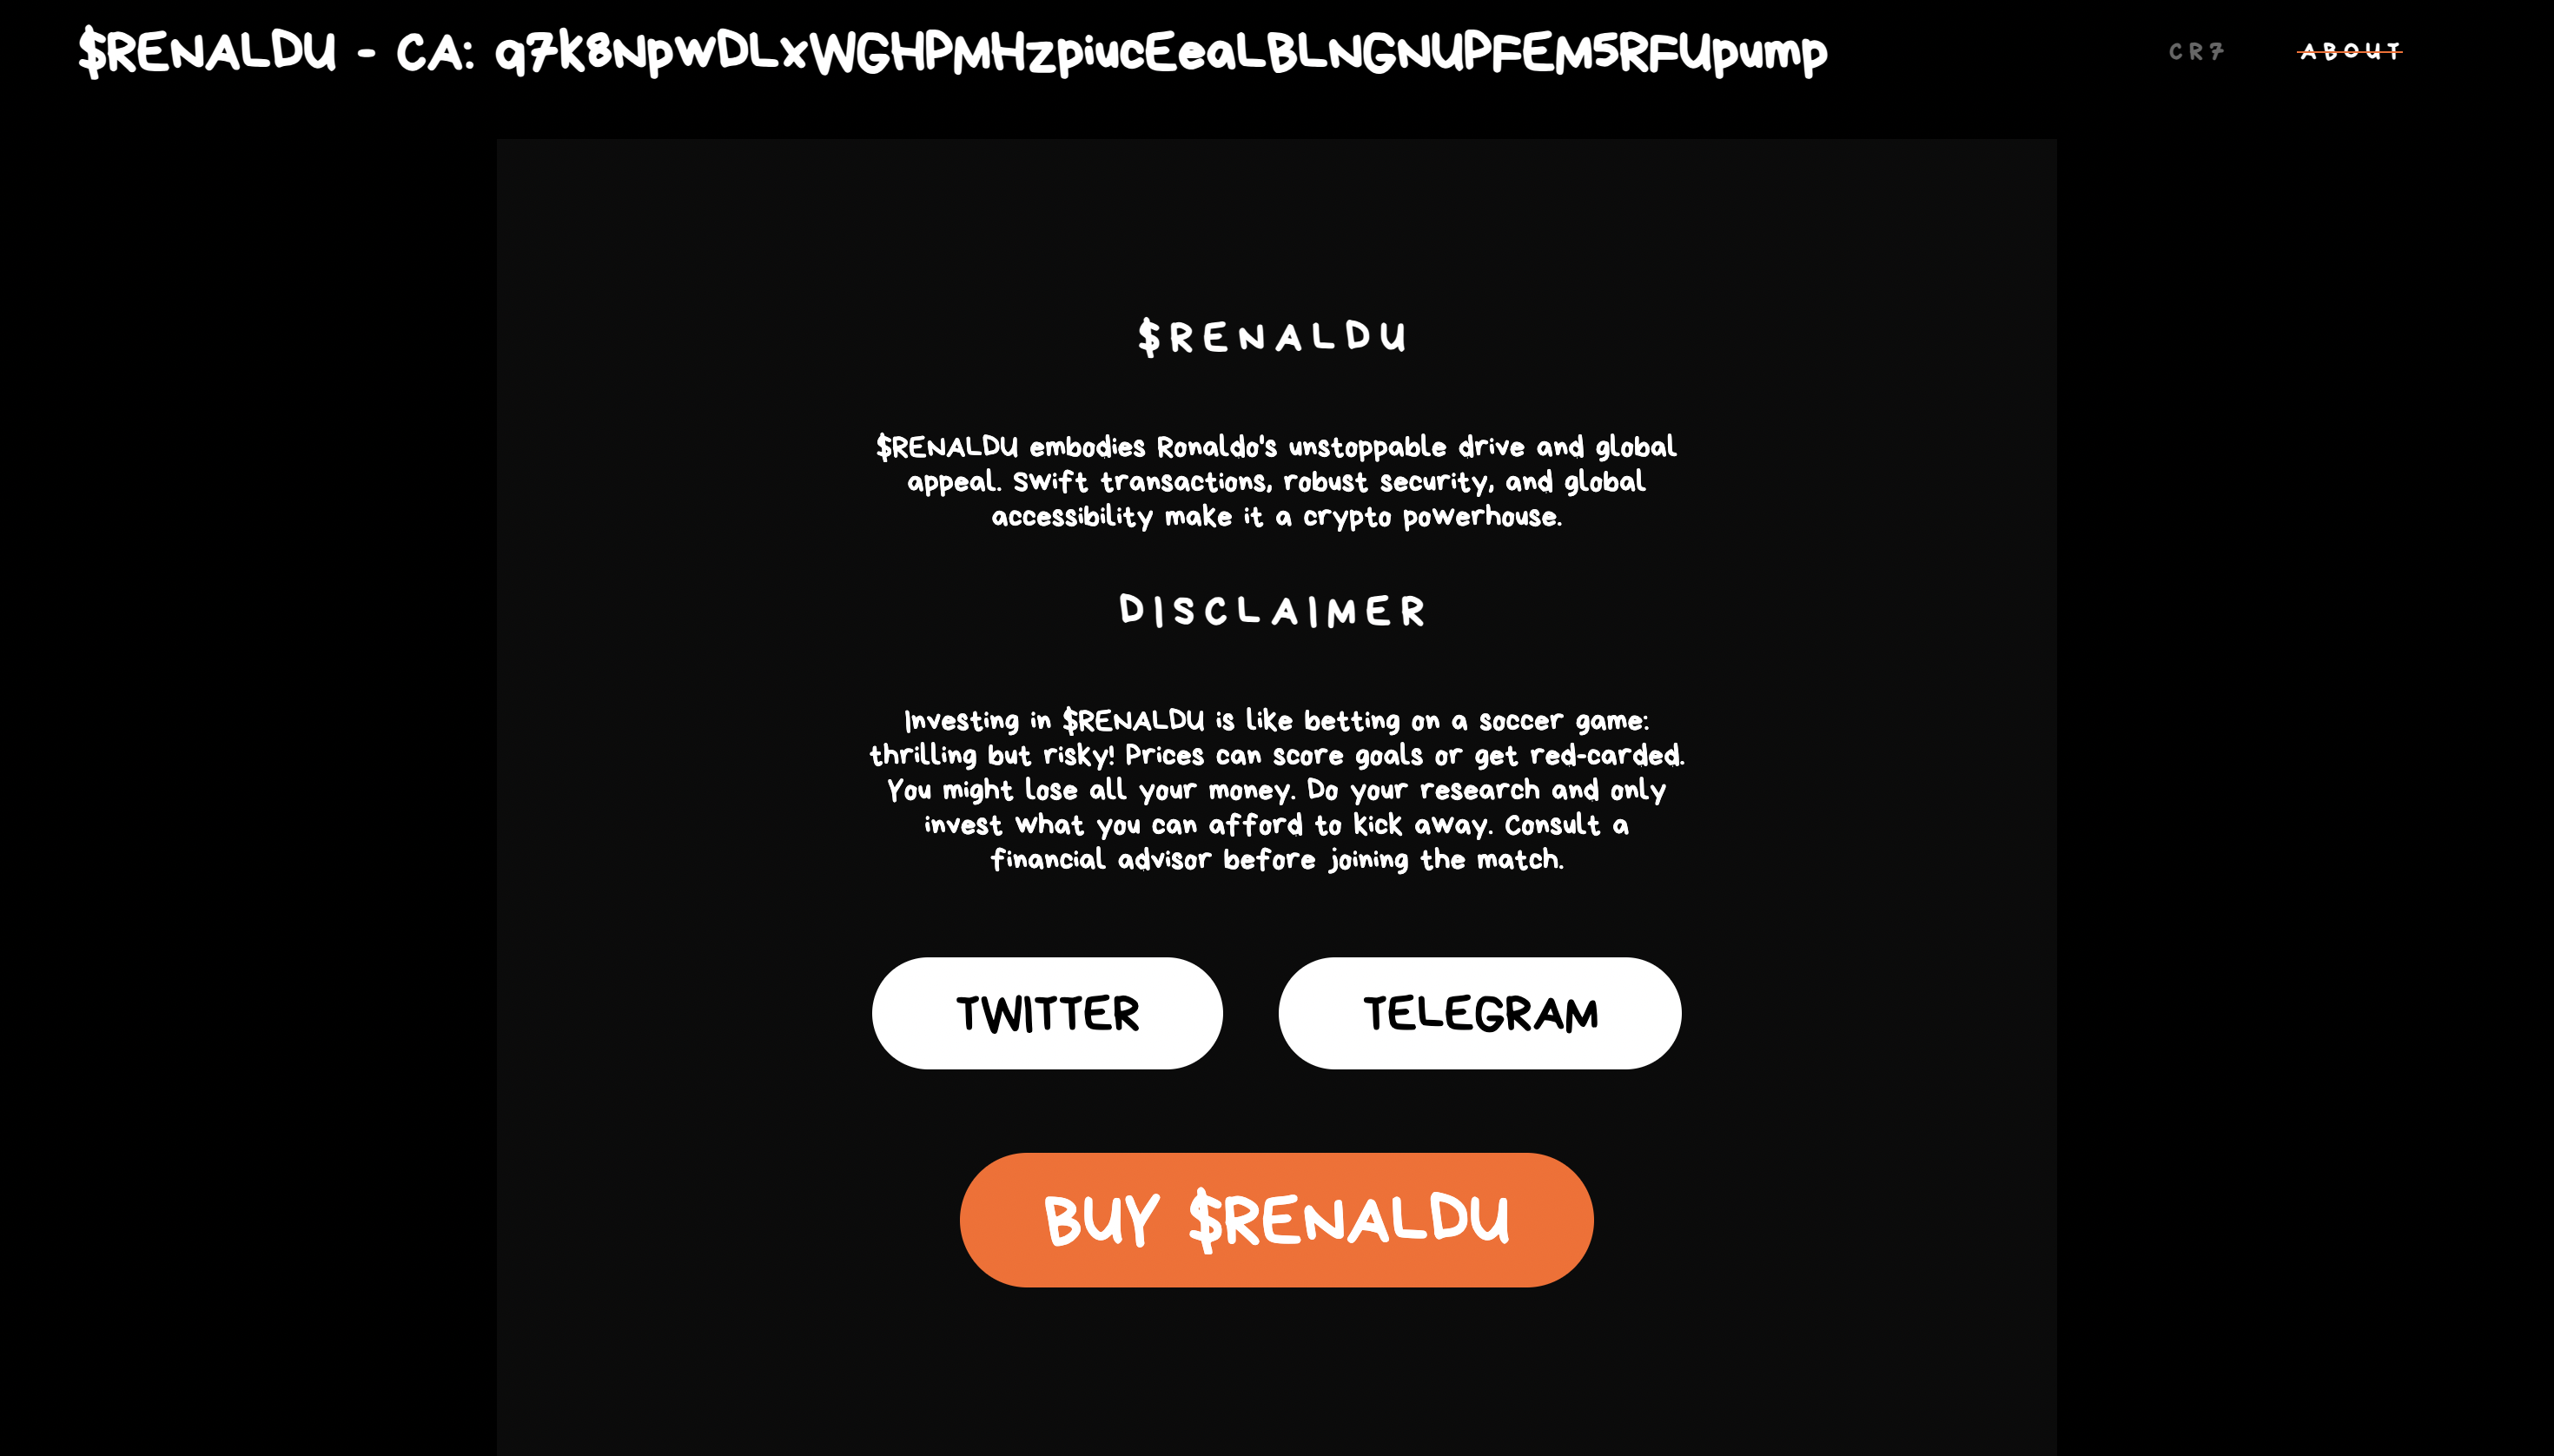 $RENALDU - CA: q7k8NpwDLxWGHPMHzpiucEeaLBLNGNUPFEM5RFUpump
CR7
ABOUT
$RENALDU
$RENALDU embodies Ronaldo's unstoppable drive and global
appeal. Swift transactions, robust security, and global
accessibility make it a crypto powerhouse.
DISCLAIMER
Investing in $RENALDU is like betting on a soccer game:
thrilling but risky! Prices can score goals or get red-carded.
You might lose all your money. Do your research and only
invest what you can afford to kick away. Consult a
financial advisor before joining the match.
TWITTER
TELEGRAM
BUY $RENALDU